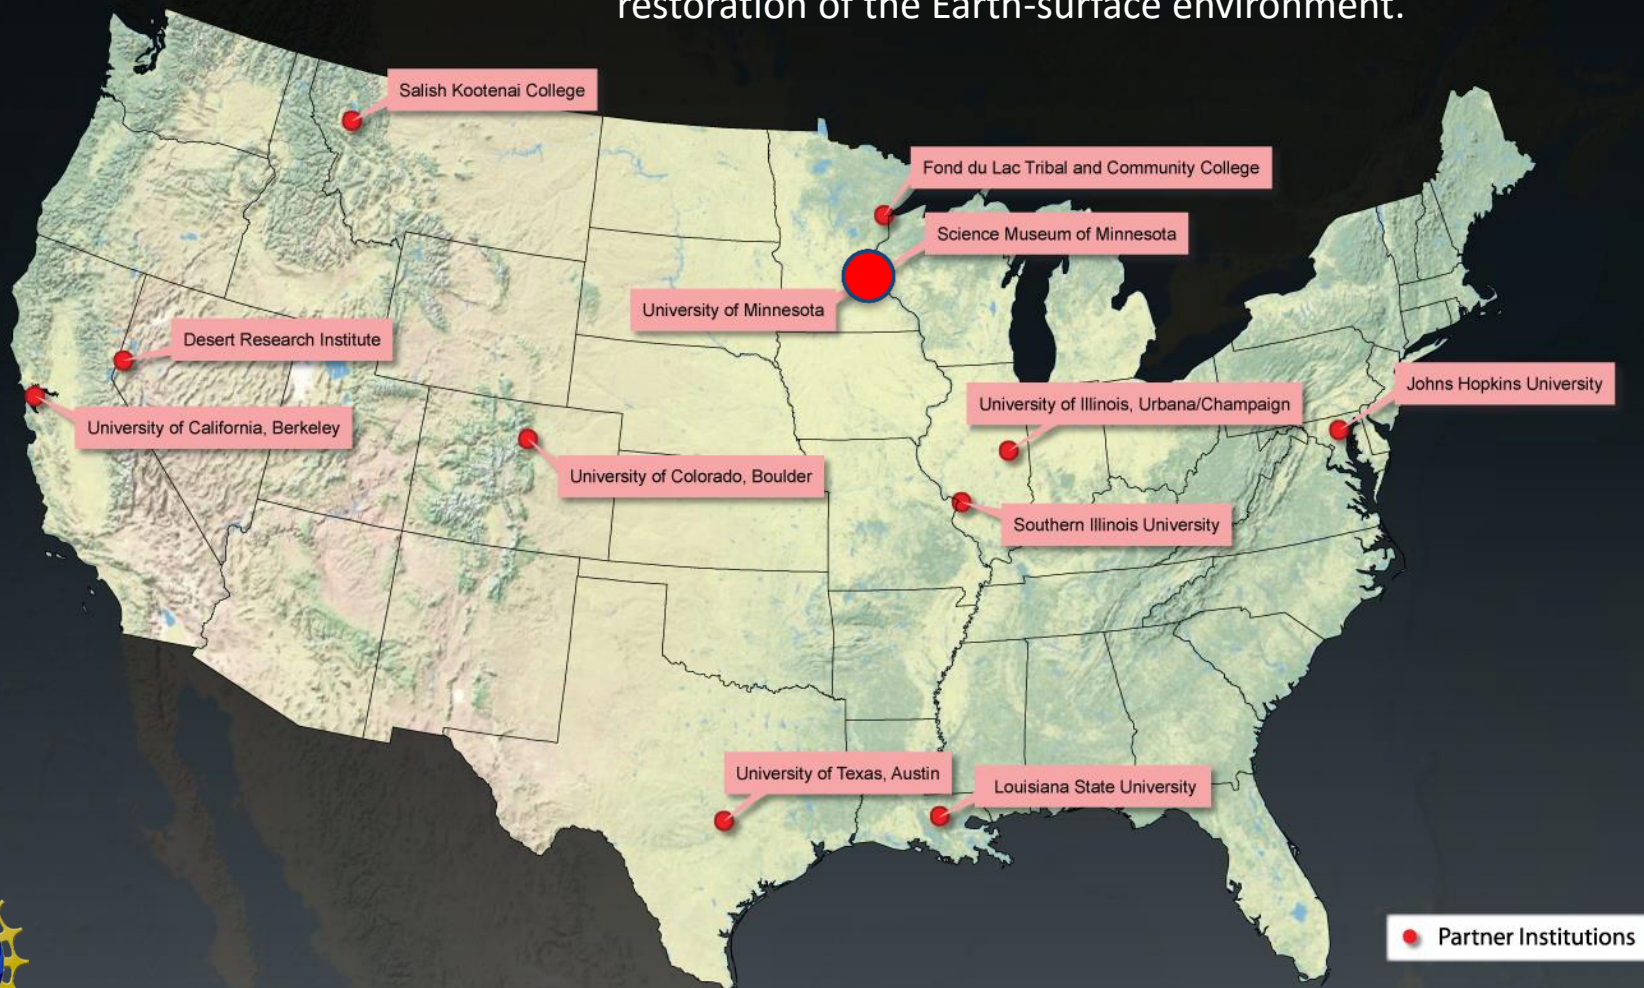 restoration of the Earth-surface environment.
Salish Kootenai College
Fond du Lac Tribal and Community College
Science Museum of Minnesota
University of Minnesota
Desert Research Institute
Johns Hopkins University
University of Illinois, Urbana/Champaign
University of California, Berkeley
University of Colorado, Boulder
Southern Illinois University
University of Texas, Austin
Louisiana State University
Partner Institutions